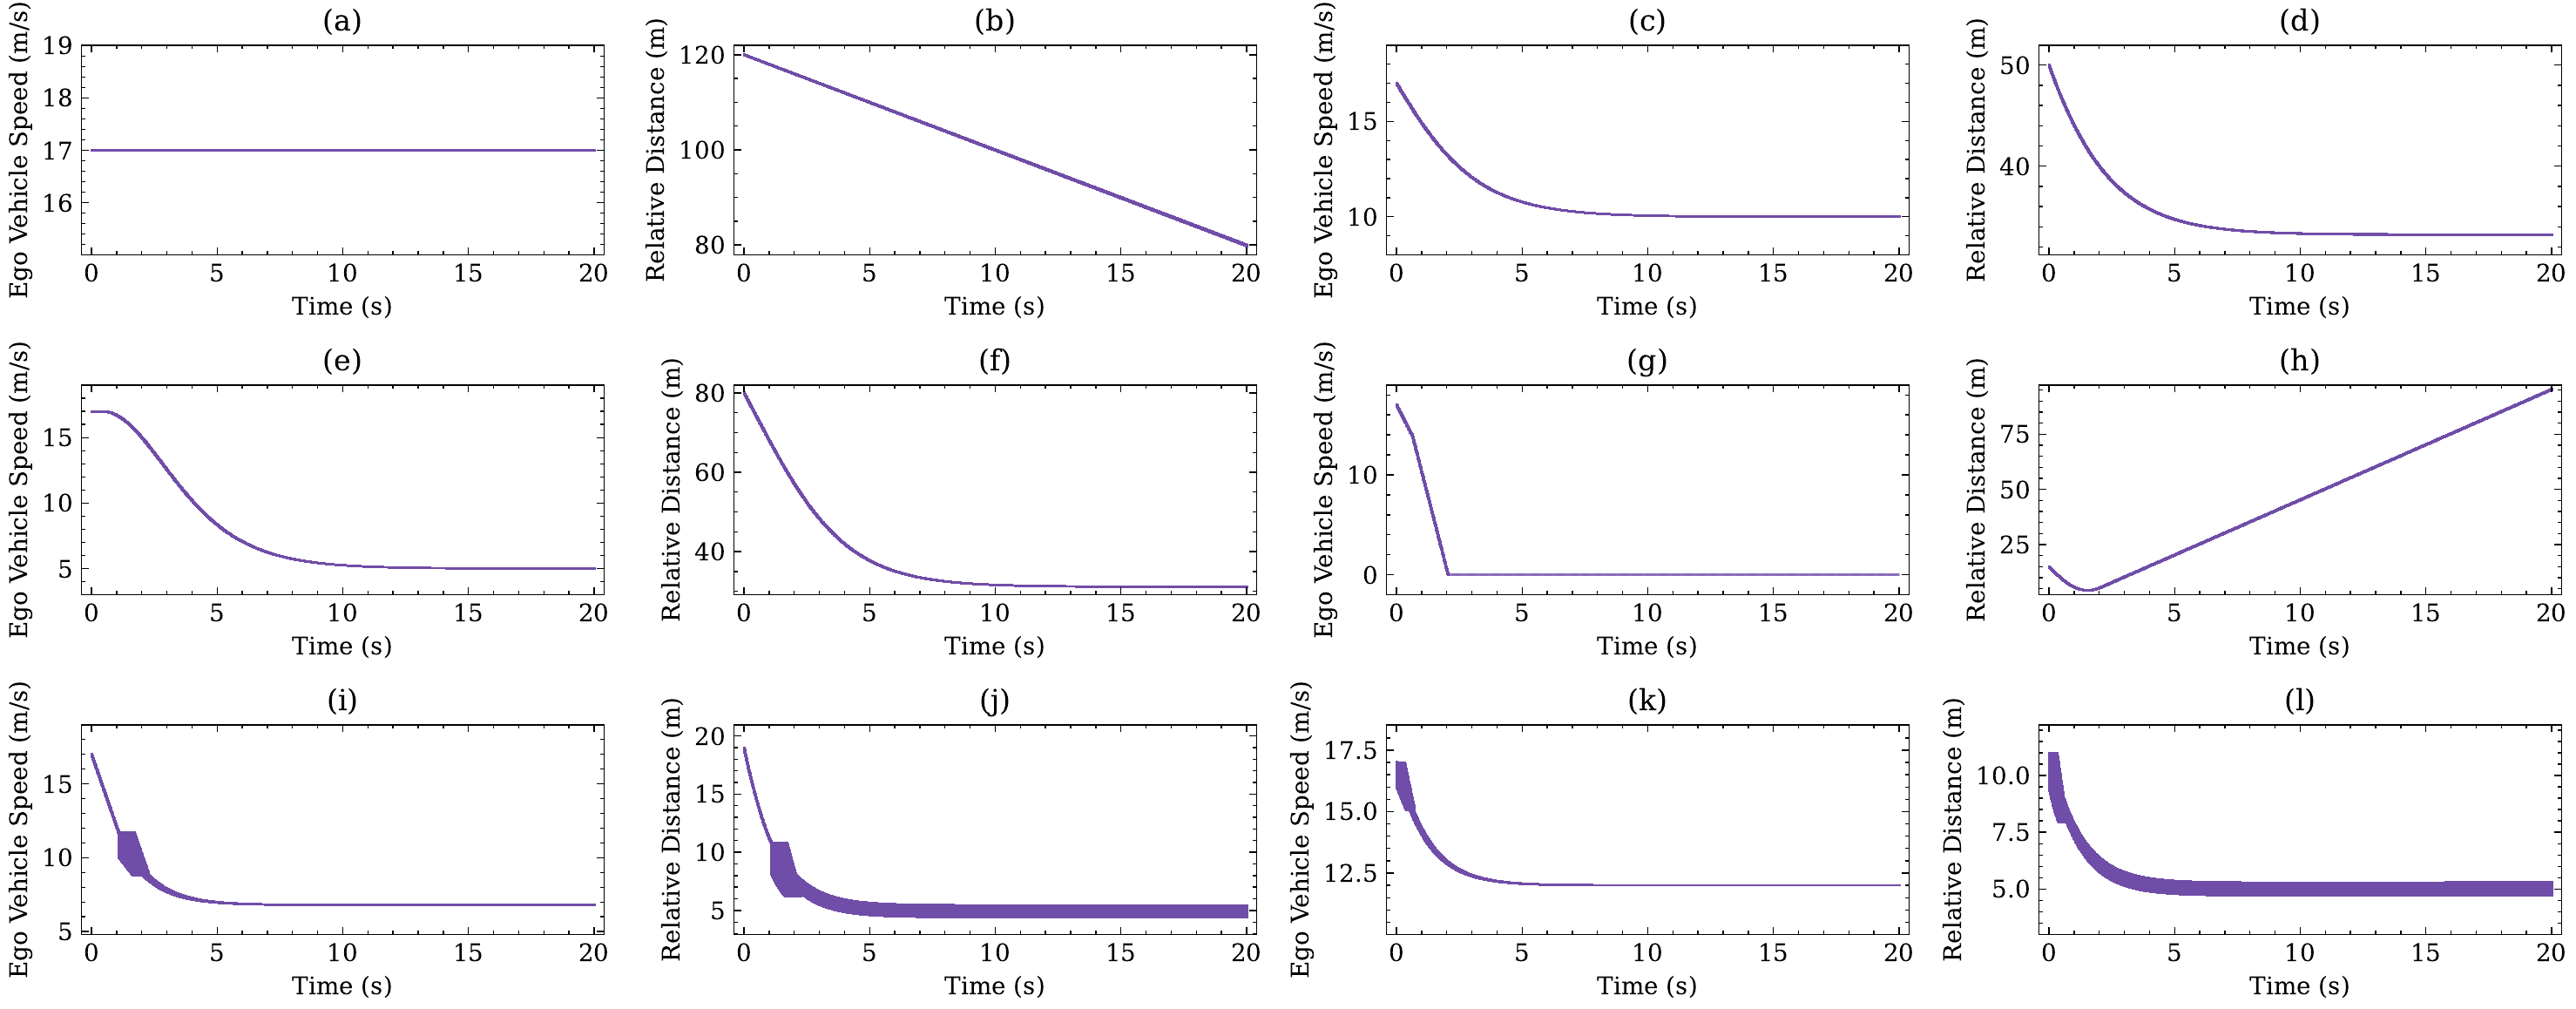 (a)
Ego Vehicle Speed (m/s)
19
18
17
16
0 5 10 15 20
Time (s)
(b)
Relative Distance (m)
120
100
80
0 5 10 15 20
Time (s)
(c)
Ego Vehicle Speed (m/s)
15
10
0 5 10 15 20
Time (s)
(d)
Relative Distance (m)
50
40
0 5 10 15 20
Time (s)
(e)
Ego Vehicle Speed (m/s)
15
10
5
0 5 10 15 20
Time (s)
(f)
Relative Distance (m)
80
60
40
0 5 10 15 20
Time (s)
(g)
Ego Vehicle Speed (m/s)
10
0
0 5 10 15 20
Time (s)
(h)
Relative Distance (m)
75
50
25
0 5 10 15 20
Time (s)
(i)
Ego Vehicle Speed (m/s)
15
10
5
0 5 10 15 20
Time (s)
(j)
Relative Distance (m)
20
15
10
5
0 5 10 15 20
Time (s)
(k)
Ego Vehicle Speed (m/s)
17.5
15.0
12.5
0 5 10 15 20
Time (s)
(l)
Relative Distance (m)
10.0
7.5
5.0
0 5 10 15 20
Time (s)